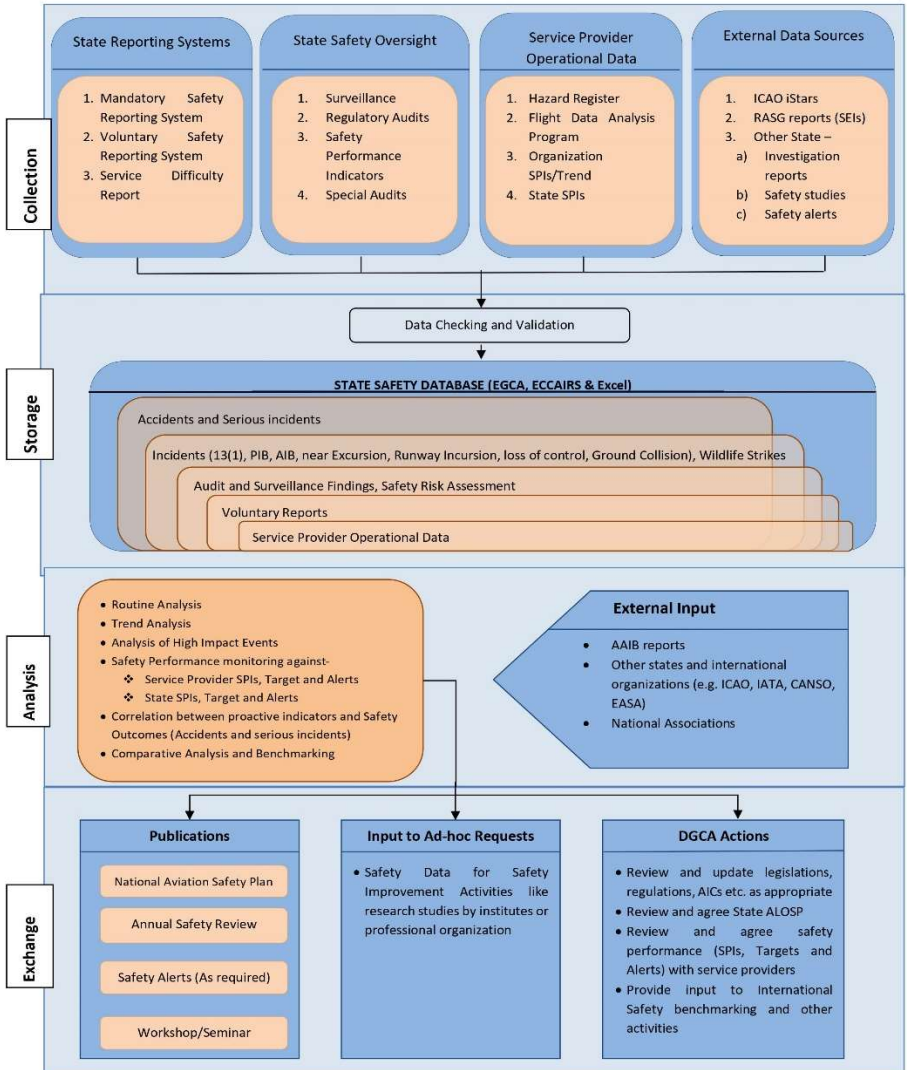 Collection
State Reporting Systems
1. Mandatory Safety
Reporting System
2. Voluntary Safety
Reporting System
3. Service Difficulty
Report
State Safety Oversight
1. Surveillance
2. Regulatory Audits
3. Safety
Performance
Indicators
4. Special Audits
Service Provider
Operational Data
1. Hazard Register
2. Flight Data Analysis
Program
3. Organization
SPIs/Trend
4. State SPIs
External Data Sources
1. ICAO iStars
2. RASG reports (SEIs)
3. Other State –
a) Investigation
reports
b) Safety studies
c) Safety alerts
Storage
Data Checking and Validation
STATE SAFETY DATABASE (EGCA, ECCAIRS & Excel)
Accidents and Serious incidents
Incidents (13(1), PIB, AIB, near Excursion, Runway Incursion, loss of control, Ground Collision), Wildlife Strikes
Audit and Surveillance Findings, Safety Risk Assessment
Voluntary Reports
Service Provider Operational Data
Analysis
• Routine Analysis
• Trend Analysis
• Analysis of High Impact Events
• Safety Performance monitoring against-
❖ Service Provider SPIs, Target and Alerts
❖ State SPIs, Target and Alerts
• Correlation between proactive indicators and Safety
Outcomes (Accidents and serious incidents)
• Comparative Analysis and Benchmarking
External Input
• AAIB reports
• Other states and international
organizations (e.g. ICAO, IATA, CANSO,
EASA)
• National Associations
Exchange
Publications
National Aviation Safety Plan
Annual Safety Review
Safety Alerts (As required)
Workshop/Seminar
Input to Ad-hoc Requests
• Safety Data for Safety
Improvement Activities like
research studies by institutes or
professional organization
DGCA Actions
• Review and update legislations,
regulations, AICs etc. as appropriate
• Review and agree State ALOSP
• Review and agree safety
performance (SPIs, Targets and
Alerts) with service providers
• Provide input to International
Safety benchmarking and other
activities